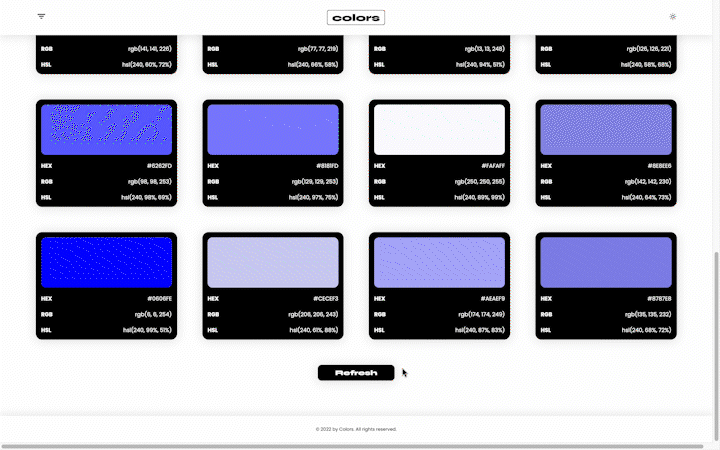 colors
RGB rgb(141, 141, 226) RGB rgb(77, 77, 219) RGB rgb(13, 13, 248) RGB rgb(126, 126, 221)
HSL hsl(240, 60%, 72%) HSL hsl(240, 66%, 58%) HSL hsl(240, 94%, 51%) HSL hsl(240, 58%, 68%)
HEX #6262FD HEX #8181FD HEX #FAFAFF HEX #8E8EE6
RGB rgb(98, 98, 253) RGB rgb(129, 129, 253) RGB rgb(250, 250, 255) RGB rgb(142, 142, 230)
HSL hsl(240, 98%, 69%) HSL hsl(240, 97%, 75%) HSL hsl(240, 89%, 99%) HSL hsl(240, 64%, 73%)
HEX #0606FE HEX #CECEF3 HEX #AEAEF9 HEX #8787E8
RGB rgb(6, 6, 254) RGB rgb(206, 206, 243) RGB rgb(174, 174, 249) RGB rgb(135, 135, 232)
HSL hsl(240, 99%, 51%) HSL hsl(240, 61%, 88%) HSL hsl(240, 87%, 83%) HSL hsl(240, 68%, 72%)
Refresh
© 2022 by Colors. All rights reserved.